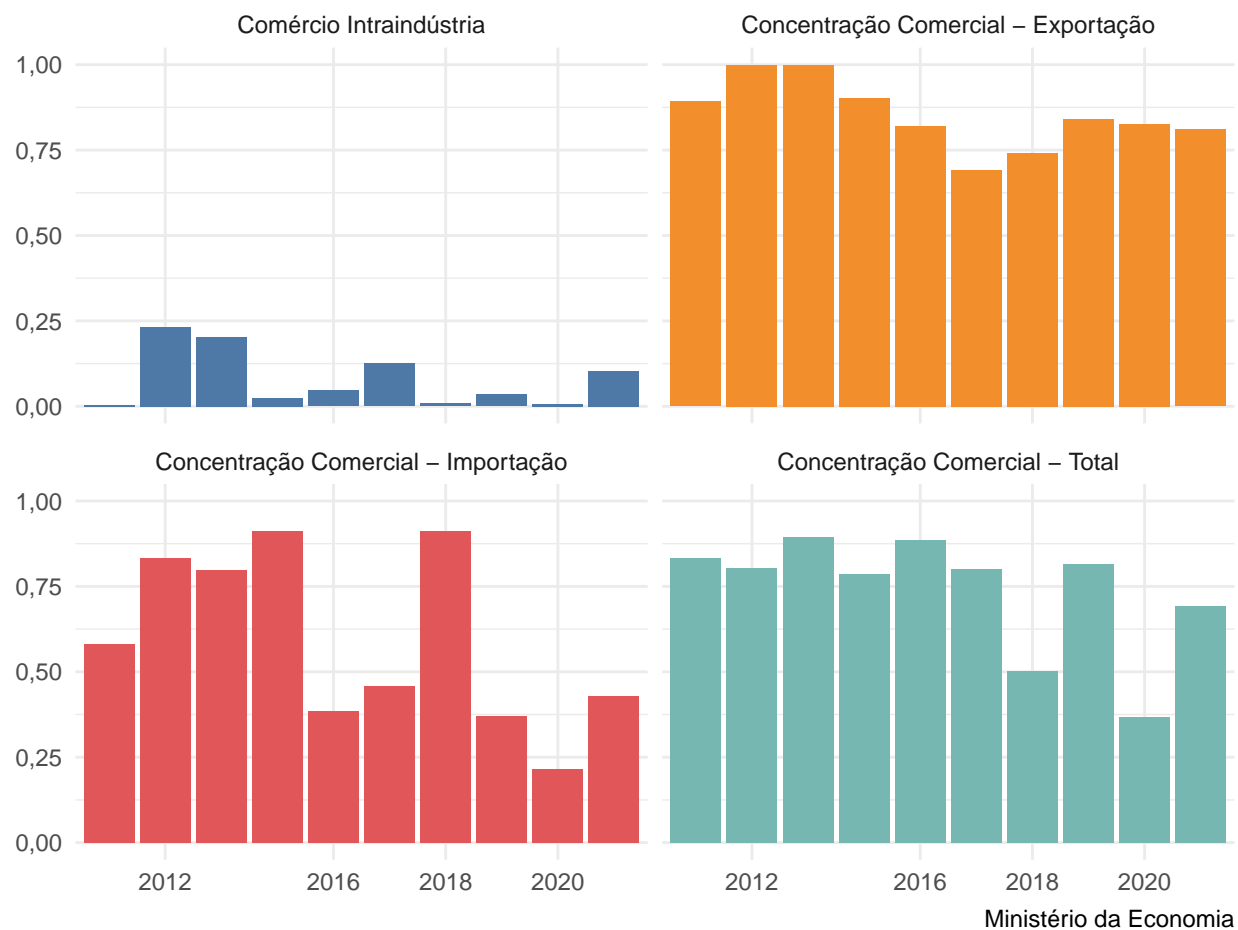 Comércio Intraindústria
Concentração Comercial – Exportação
1,00
0,75
0,50
0,25
0,00
Concentração Comercial – Importação
Concentração Comercial – Total
1,00
0,75
0,50
0,25
0,00
2012 2016 2018 2020
2012 2016 2018 2020
Ministério da Economia